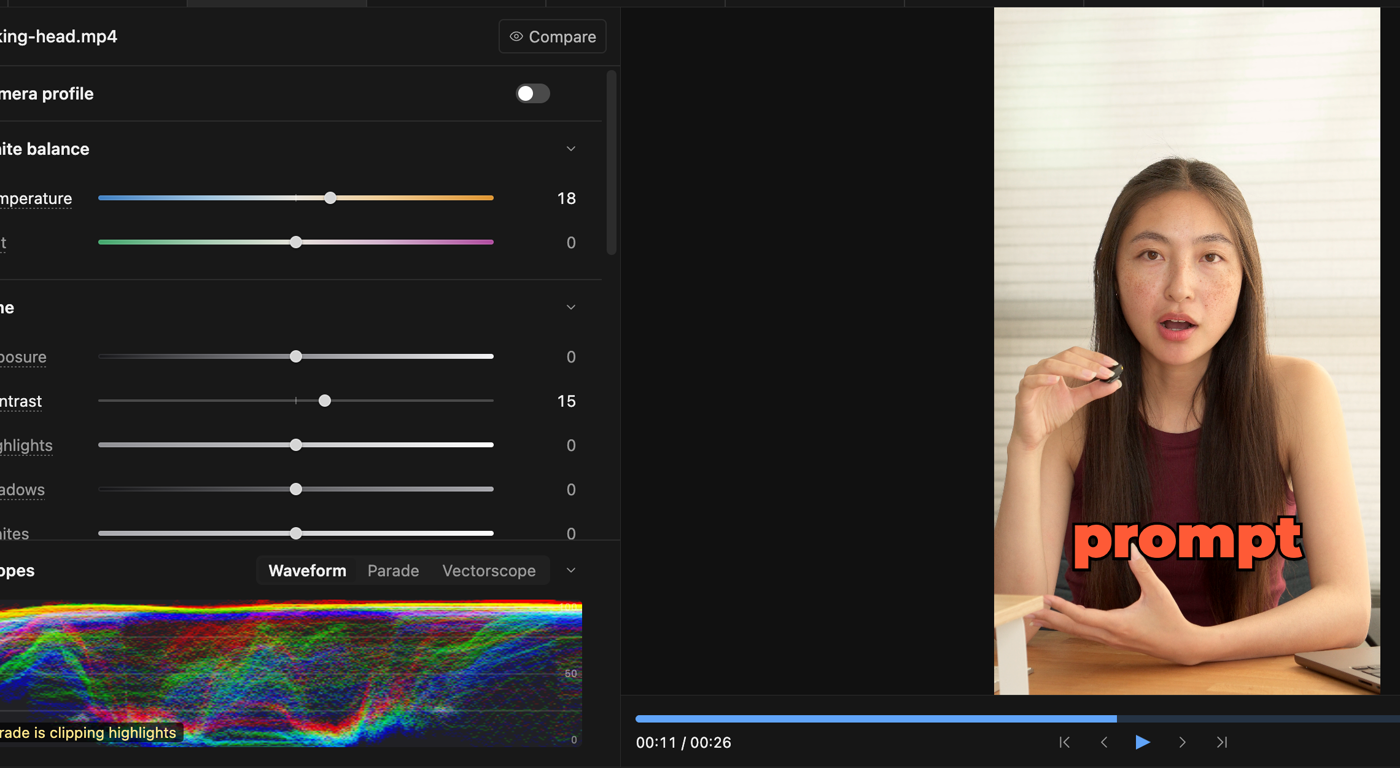 king-head.mp4
Compare
mera profile
ite balance
mperature 18
t 0
ne
posure 0
ntrast 15
ghlights 0
adows 0
ites 0
opes Waveform Parade Vectorscope
50
rade is clipping highlights
0
prompt
00:11 / 00:26